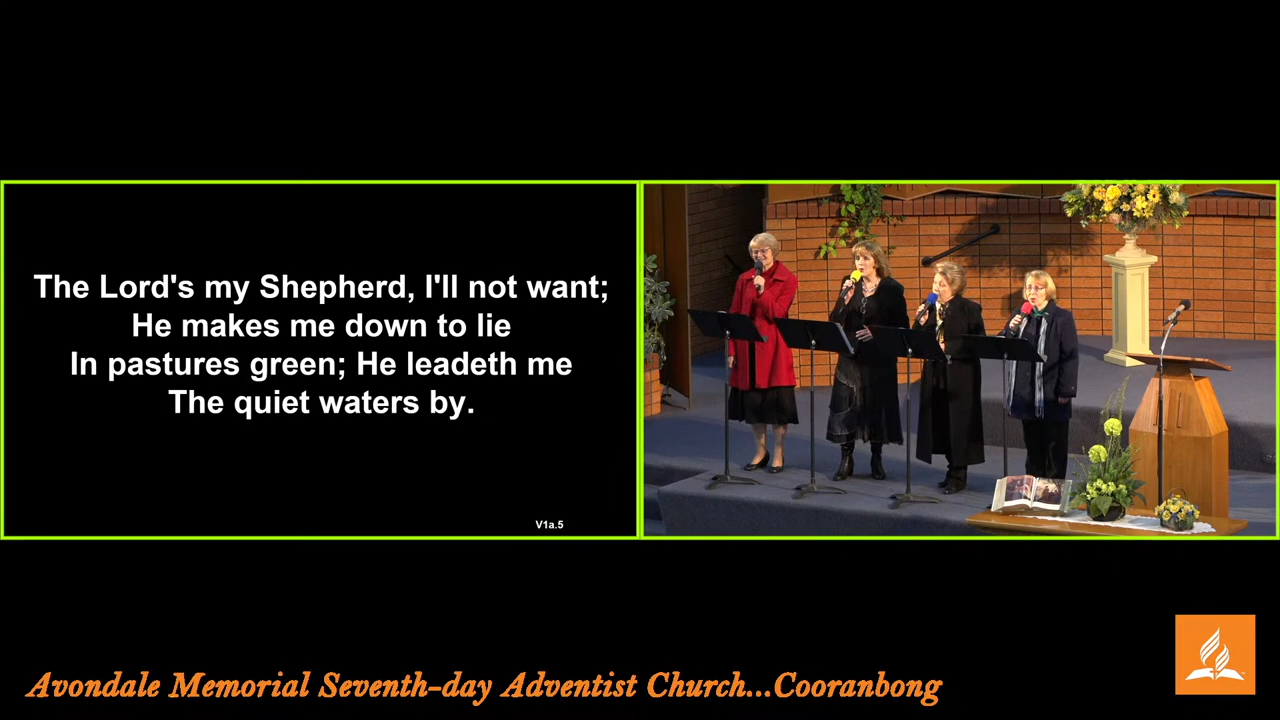 The Lord's my Shepherd, I'll not want;
He makes me down to lie
In pastures green; He leadeth me
The quiet waters by.
V1a.5
Avondale Memorial Seventh-day Adventist Church...Cooranbong